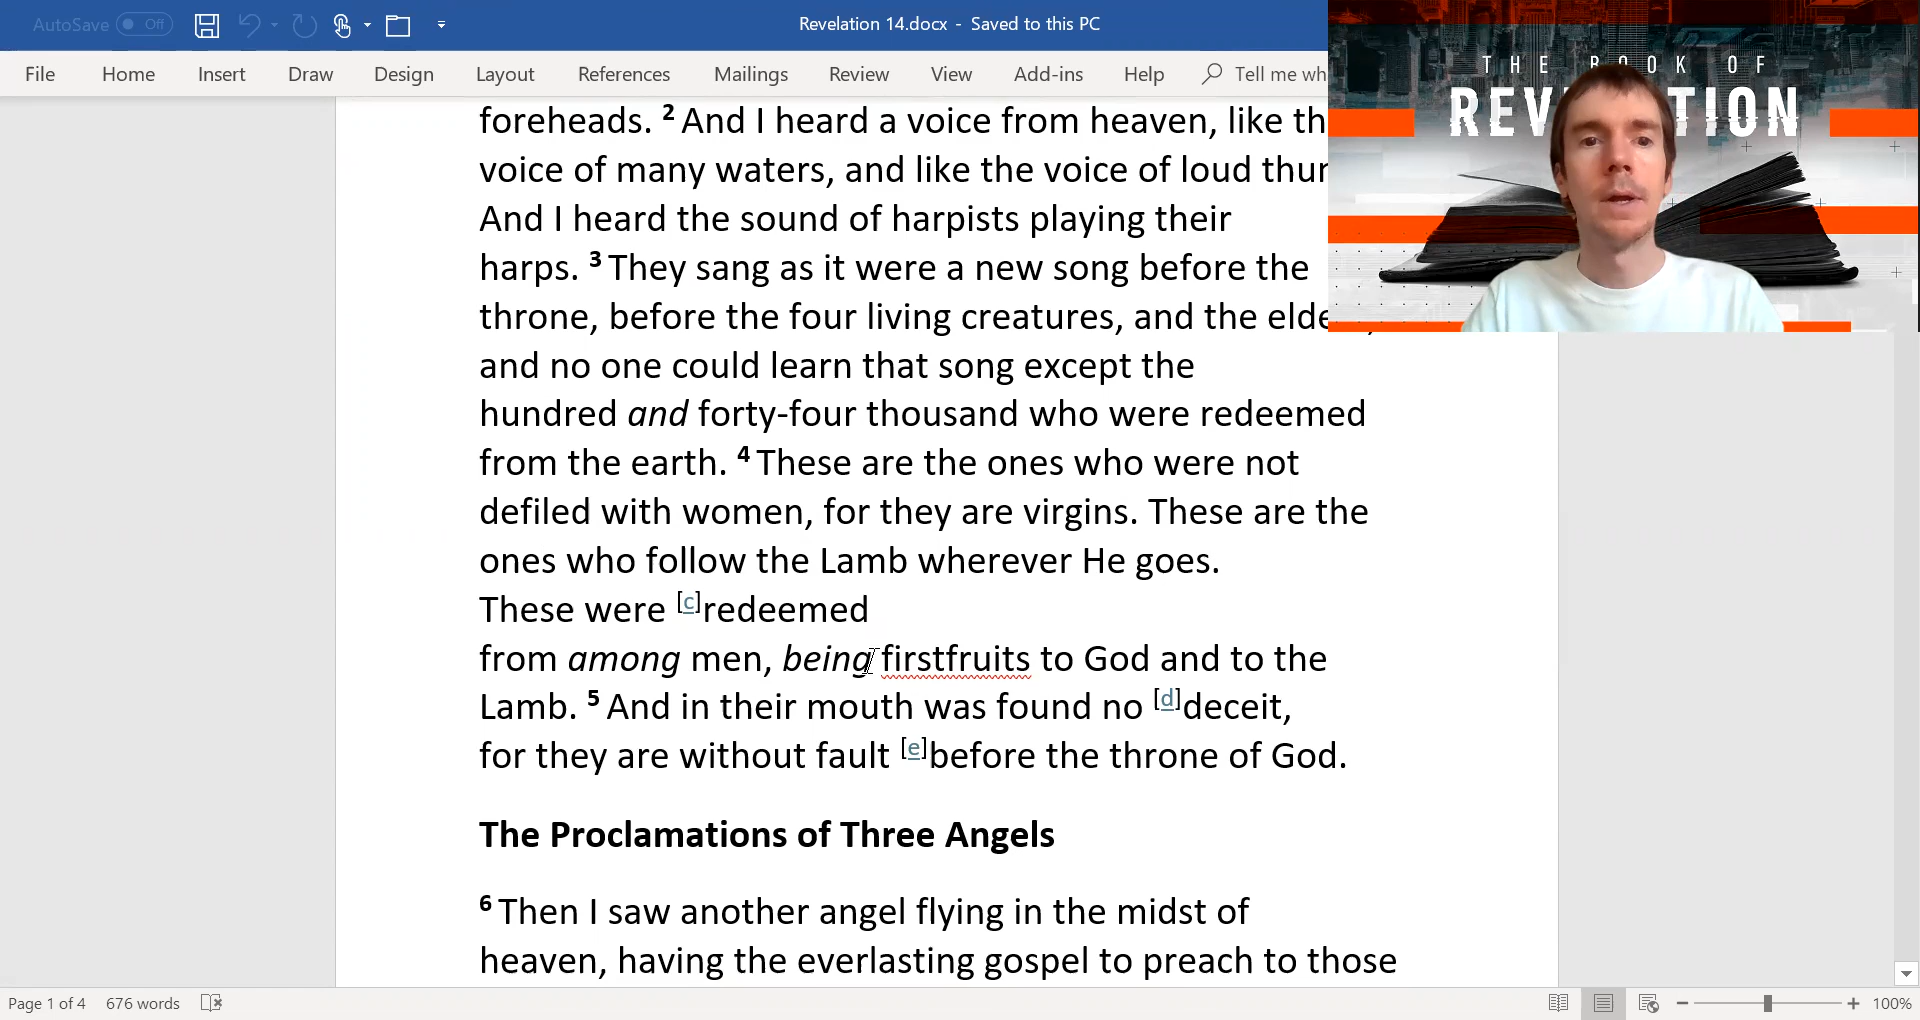 AutoSave Off
Revelation 14.docx - Saved to this PC
File Home Insert Draw Design Layout References Mailings Review View Add-ins Help Tell me wh
THE BOOK OF
REV TION
foreheads. 2 And I heard a voice from heaven, like th
voice of many waters, and like the voice of loud thun
And I heard the sound of harpists playing their
harps. 3 They sang as it were a new song before the
throne, before the four living creatures, and the elde
and no one could learn that song except the
hundred and forty-four thousand who were redeemed
from the earth. 4 These are the ones who were not
defiled with women, for they are virgins. These are the
ones who follow the Lamb wherever He goes.
These were [c]redeemed
from among men, being firstfruits to God and to the
Lamb. 5 And in their mouth was found no [d]deceit,
for they are without fault [e]before the throne of God.
The Proclamations of Three Angels
6 Then I saw another angel flying in the midst of
heaven, having the everlasting gospel to preach to those
Page 1 of 4 676 words 100%